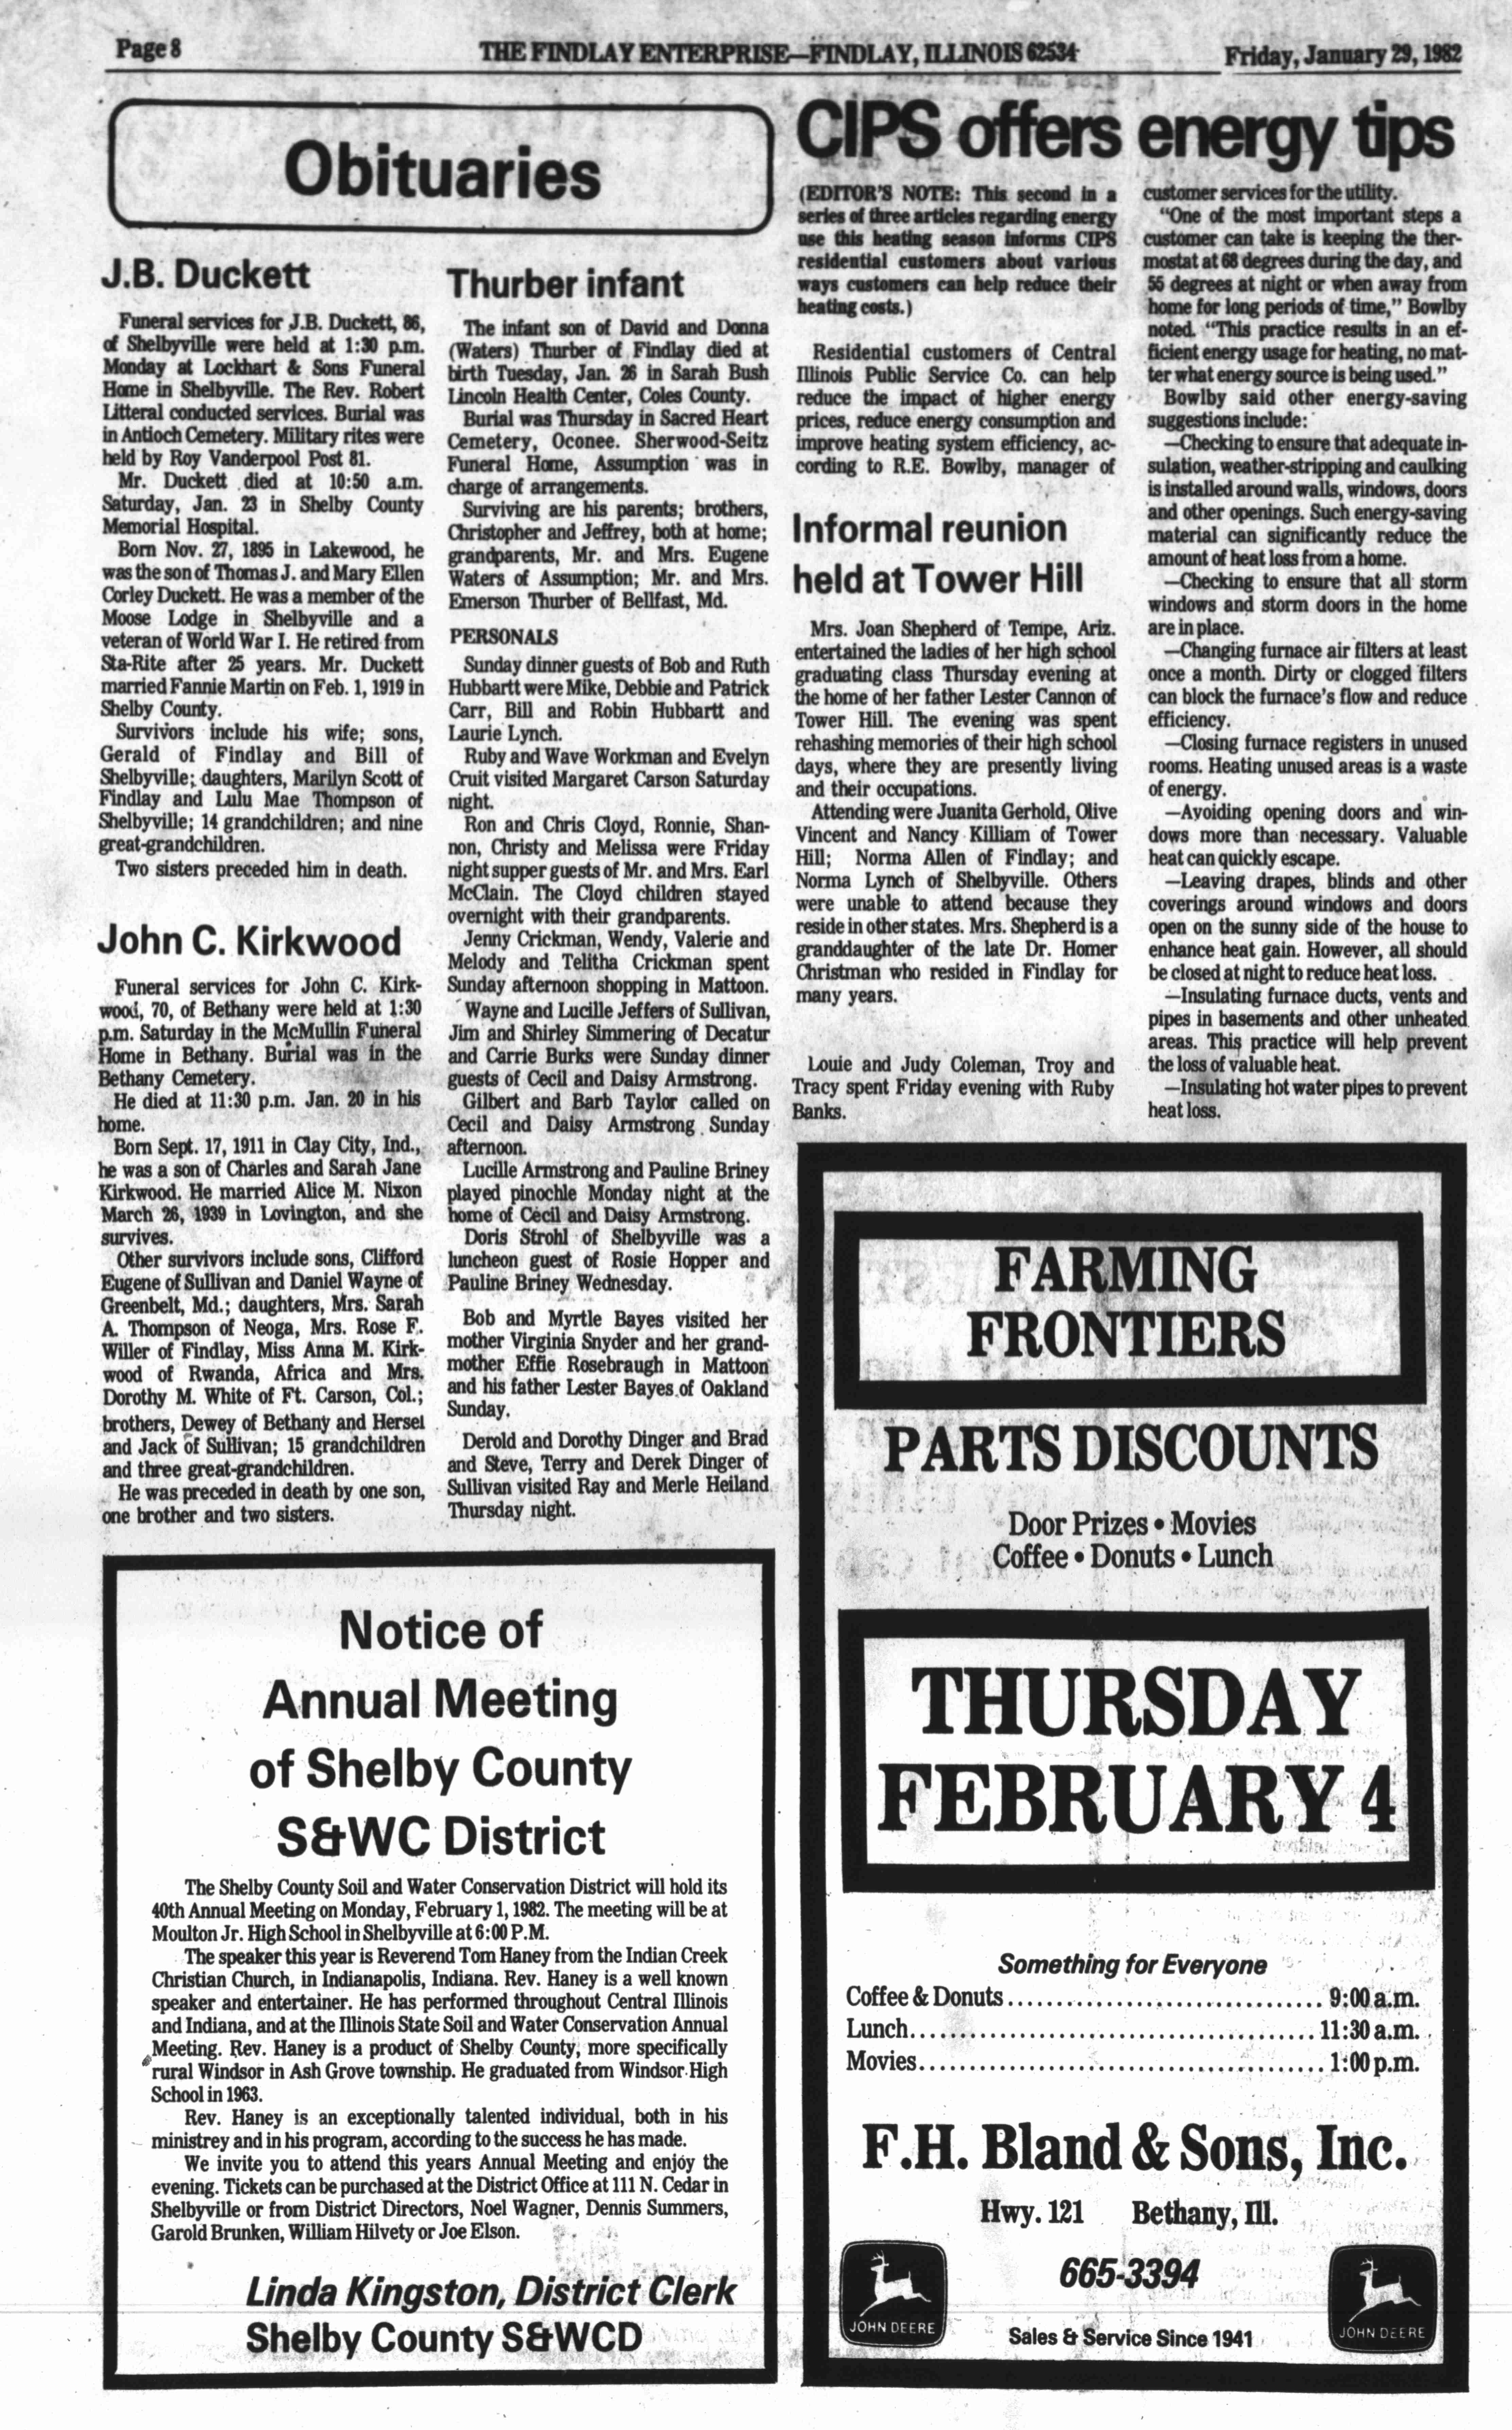 Page 8
THE FINDLAY ENTERPRISE—FINDLAY, ILLINOIS 62534
Friday, January 29, 1982
Obituaries
J.B. Duckett
Funeral services for J.B. Duckett, 86,
of Shelbyville were held at 1:30 p.m.
Monday at Lockhart & Sons Funeral
Home in Shelbyville. The Rev. Robert
Litteral conducted services. Burial was
in Antioch Cemetery. Military rites were
held by Roy Vanderpool Post 81.
Mr. Duckett died at 10:50 a.m.
Saturday, Jan. 23 in Shelby County
Memorial Hospital.
Born Nov. 27, 1895 in Lakewood, he
was the son of Thomas J. and Mary Ellen
Corley Duckett. He was a member of the
Moose Lodge in Shelbyville and a
veteran of World War I. He retired from
Sta-Rite after 25 years. Mr. Duckett
married Fannie Martin on Feb. 1, 1919 in
Shelby County.
Survivors include his wife; sons,
Gerald of Findlay and Bill of
Shelbyville; daughters, Marilyn Scott of
Findlay and Lulu Mae Thompson of
Shelbyville; 14 grandchildren; and nine
great-grandchildren.
Two sisters preceded him in death.
John C. Kirkwood
Funeral services for John C. Kirk-
wood, 70, of Bethany were held at 1:30
p.m. Saturday in the McMullin Funeral
Home in Bethany. Burial was in the
Bethany Cemetery.
He died at 11:30 p.m. Jan. 20 in his
home.
Born Sept. 17, 1911 in Clay City, Ind.,
he was a son of Charles and Sarah Jane
Kirkwood. He married Alice M. Nixon
March 26, 1939 in Lovington, and she
survives.
Other survivors include sons, Clifford
Eugene of Sullivan and Daniel Wayne of
Greenbelt, Md.; daughters, Mrs. Sarah
A. Thompson of Neoga, Mrs. Rose F.
Willer of Findlay, Miss Anna M. Kirk-
wood of Rwanda, Africa and Mrs.
Dorothy M. White of Ft. Carson, Col.;
brothers, Dewey of Bethany and Hersel
and Jack of Sullivan; 15 grandchildren
and three great-grandchildren.
He was preceded in death by one son,
one brother and two sisters.
Thurber infant
The infant son of David and Donna
(Waters) Thurber of Findlay died at
birth Tuesday, Jan. 26 in Sarah Bush
Lincoln Health Center, Coles County.
Burial was Thursday in Sacred Heart
Cemetery, Oconee. Sherwood-Seitz
Funeral Home, Assumption was in
charge of arrangements.
Surviving are his parents; brothers,
Christopher and Jeffrey, both at home;
grandparents, Mr. and Mrs. Eugene
Waters of Assumption; Mr. and Mrs.
Emerson Thurber of Bellfast, Md.
PERSONALS
Sunday dinner guests of Bob and Ruth
Hubbartt were Mike, Debbie and Patrick
Carr, Bill and Robin Hubbartt and
Laurie Lynch.
Ruby and Wave Workman and Evelyn
Cruit visited Margaret Carson Saturday
night.
Ron and Chris Cloyd, Ronnie, Shan-
non, Christy and Melissa were Friday
night supper guests of Mr. and Mrs. Earl
McClain. The Cloyd children stayed
overnight with their grandparents.
Jenny Crickman, Wendy, Valerie and
Melody and Telitha Crickman spent
Sunday afternoon shopping in Mattoon.
Wayne and Lucille Jeffers of Sullivan,
Jim and Shirley Simmering of Decatur
and Carrie Burks were Sunday dinner
guests of Cecil and Daisy Armstrong.
Gilbert and Barb Taylor called on
Cecil and Daisy Armstrong Sunday
afternoon.
Lucille Armstrong and Pauline Briney
played pinochle Monday night at the
home of Cecil and Daisy Armstrong.
Doris Strohl of Shelbyville was a
luncheon guest of Rosie Hopper and
Pauline Briney Wednesday.
Bob and Myrtle Bayes visited her
mother Virginia Snyder and her grand-
mother Effie Rosebraugh in Mattoon
and his father Lester Bayes of Oakland
Sunday.
Derold and Dorothy Dinger and Brad
and Steve, Terry and Derek Dinger of
Sullivan visited Ray and Merle Heiland
Thursday night.
CIPS offers energy tips
(EDITOR'S NOTE: This second in a
series of three articles regarding energy
use this heating season informs CIPS
residential customers about various
ways customers can help reduce their
heating costs.)
Residential customers of Central
Illinois Public Service Co. can help
reduce the impact of higher energy
prices, reduce energy consumption and
improve heating system efficiency, ac-
cording to R.E. Bowlby, manager of
customer services for the utility.
"One of the most important steps a
customer can take is keeping the ther-
mostat at 68 degrees during the day, and
55 degrees at night or when away from
home for long periods of time," Bowlby
noted. "This practice results in an ef-
ficient energy usage for heating, no mat-
ter what energy source is being used."
Bowlby said other energy-saving
suggestions include:
—Checking to ensure that adequate in-
sulation, weather-stripping and caulking
is installed around walls, windows, doors
and other openings. Such energy-saving
material can significantly reduce the
amount of heat loss from a home.
—Checking to ensure that all storm
windows and storm doors in the home
are in place.
—Changing furnace air filters at least
once a month. Dirty or clogged filters
can block the furnace's flow and reduce
efficiency.
—Closing furnace registers in unused
rooms. Heating unused areas is a waste
of energy.
—Avoiding opening doors and win-
dows more than necessary. Valuable
heat can quickly escape.
—Leaving drapes, blinds and other
coverings around windows and doors
open on the sunny side of the house to
enhance heat gain. However, all should
be closed at night to reduce heat loss.
—Insulating furnace ducts, vents and
pipes in basements and other unheated
areas. This practice will help prevent
the loss of valuable heat.
—Insulating hot water pipes to prevent
heat loss.
Informal reunion
held at Tower Hill
Mrs. Joan Shepherd of Tempe, Ariz.
entertained the ladies of her high school
graduating class Thursday evening at
the home of her father Lester Cannon of
Tower Hill. The evening was spent
rehashing memories of their high school
days, where they are presently living
and their occupations.
Attending were Juanita Gerhold, Olive
Vincent and Nancy Killiam of Tower
Hill; Norma Allen of Findlay; and
Norma Lynch of Shelbyville. Others
were unable to attend because they
reside in other states. Mrs. Shepherd is a
granddaughter of the late Dr. Homer
Christman who resided in Findlay for
many years.
Louie and Judy Coleman, Troy and
Tracy spent Friday evening with Ruby
Banks.
Notice of
Annual Meeting
of Shelby County
S&WC District
The Shelby County Soil and Water Conservation District will hold its
40th Annual Meeting on Monday, February 1, 1982. The meeting will be at
Moulton Jr. High School in Shelbyville at 6:00 P.M.
The speaker this year is Reverend Tom Haney from the Indian Creek
Christian Church, in Indianapolis, Indiana. Rev. Haney is a well known
speaker and entertainer. He has performed throughout Central Illinois
and Indiana, and at the Illinois State Soil and Water Conservation Annual
Meeting. Rev. Haney is a product of Shelby County, more specifically
rural Windsor in Ash Grove township. He graduated from Windsor High
School in 1963.
Rev. Haney is an exceptionally talented individual, both in his
ministrey and in his program, according to the success he has made.
We invite you to attend this years Annual Meeting and enjoy the
evening. Tickets can be purchased at the District Office at 111 N. Cedar in
Shelbyville or from District Directors, Noel Wagner, Dennis Summers,
Garold Brunken, William Hilvety or Joe Elson.
Linda Kingston, District Clerk
Shelby County S&WCD
FARMING
FRONTIERS
PARTS DISCOUNTS
Door Prizes • Movies
Coffee • Donuts • Lunch
THURSDAY
FEBRUARY 4
Something for Everyone
Coffee & Donuts................................ 9:00 a.m.
Lunch......................................... 11:30 a.m.
Movies......................................... 1:00 p.m.
F.H. Bland & Sons, Inc.
Hwy. 121 Bethany, Ill.
665-3394
JOHN DEERE
Sales & Service Since 1941
JOHN DEERE